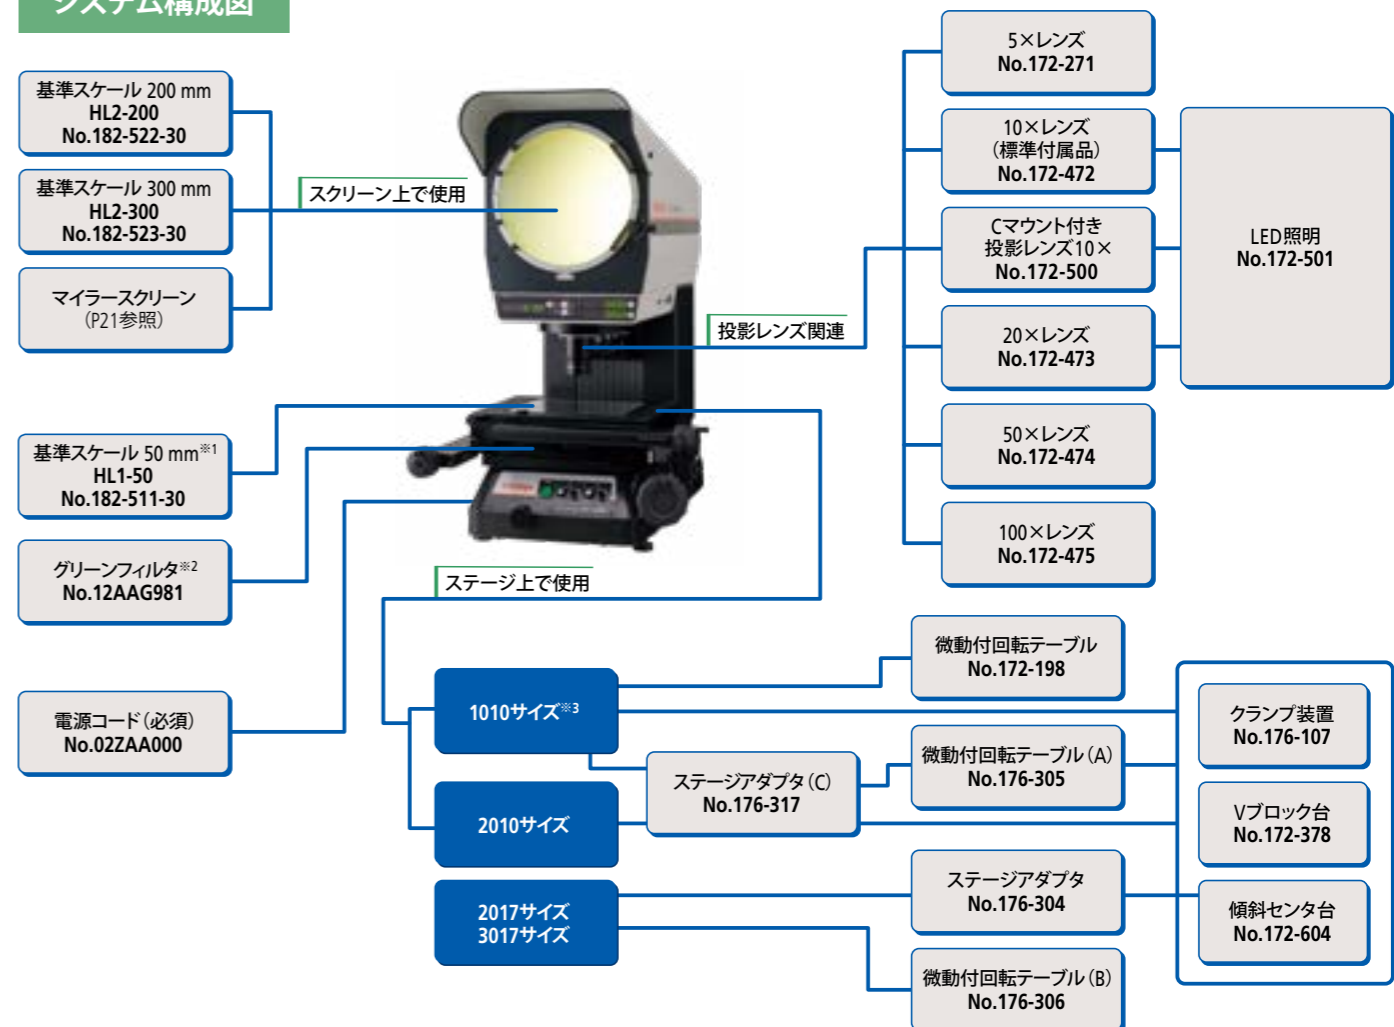 システム構成図
基準スケール 200 mm
HL2-200
No.182-522-30
基準スケール 300 mm
HL2-300
No.182-523-30
マイラースクリーン
(P21参照)
スクリーン上で使用
基準スケール 50 mm※1
HL1-50
No.182-511-30
グリーンフィルタ※2
No.12AAG981
電源コード(必須)
No.02ZAA000
投影レンズ関連
5×レンズ
No.172-271
10×レンズ
(標準付属品)
No.172-472
Cマウント付き
投影レンズ10×
No.172-500
20×レンズ
No.172-473
50×レンズ
No.172-474
100×レンズ
No.172-475
LED照明
No.172-501
ステージ上で使用
1010サイズ※3
2010サイズ
2017サイズ
3017サイズ
ステージアダプタ(C)
No.176-317
微動付回転テーブル
No.172-198
微動付回転テーブル(A)
No.176-305
ステージアダプタ
No.176-304
微動付回転テーブル(B)
No.176-306
クランプ装置
No.176-107
Vブロック台
No.172-378
傾斜センタ台
No.172-604